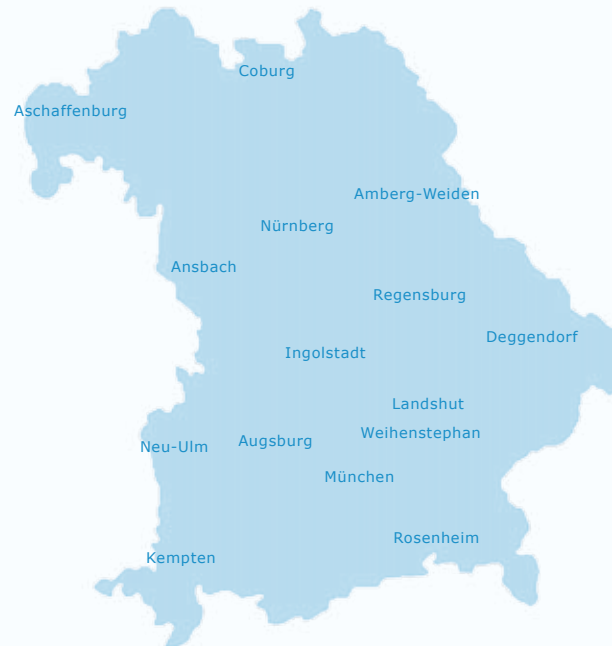 Coburg
Aschaffenburg
Amberg-Weiden
Nürnberg
Ansbach
Regensburg
Deggendorf
Ingolstadt
Landshut
Weihenstephan
Augsburg
Neu-Ulm
München
Rosenheim
Kempten